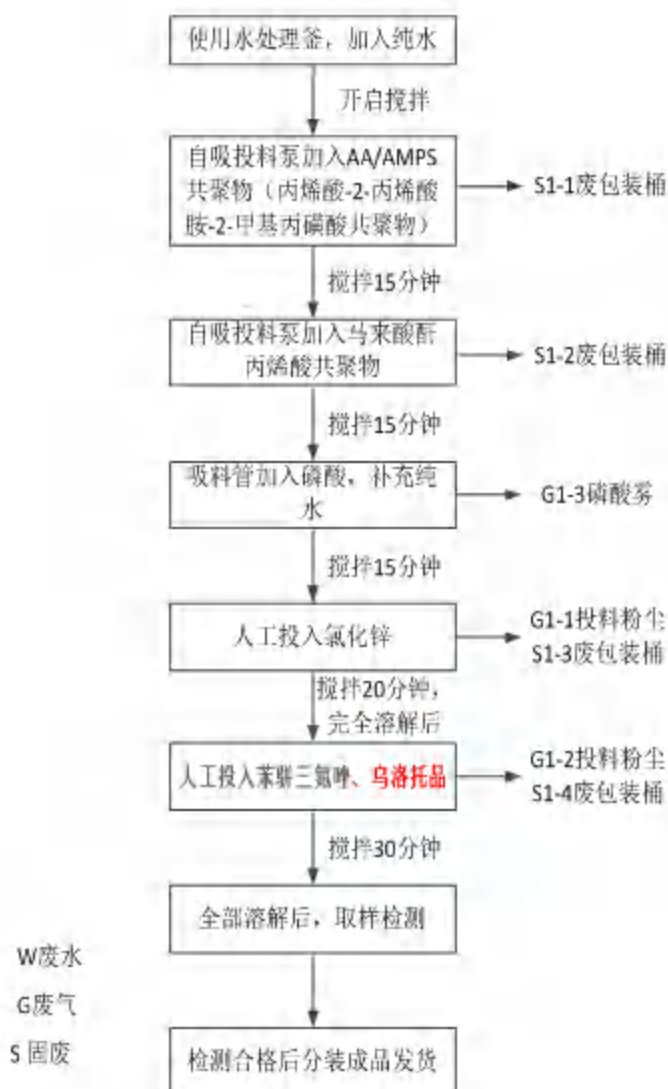 使用水处理釜，加入纯水
开启搅拌
自吸投料泵加入AA/AMPS
共聚物（丙烯酸-2-丙烯酸
胺-2-甲基丙磺酸共聚物）
S1-1废包装桶
搅拌15分钟
自吸投料泵加入马来酸酐
丙烯酸共聚物
S1-2废包装桶
搅拌15分钟
吸料管加入磷酸，补充纯
水
G1-3磷酸雾
搅拌15分钟
人工投入氯化锌
G1-1投料粉尘
S1-3废包装桶
搅拌20分钟，
完全溶解后
人工投入苯骈三氮唑、乌洛托品
G1-2投料粉尘
S1-4废包装桶
搅拌30分钟
全部溶解后，取样检测
检测合格后分装成品发货
W废水
G废气
S 固废